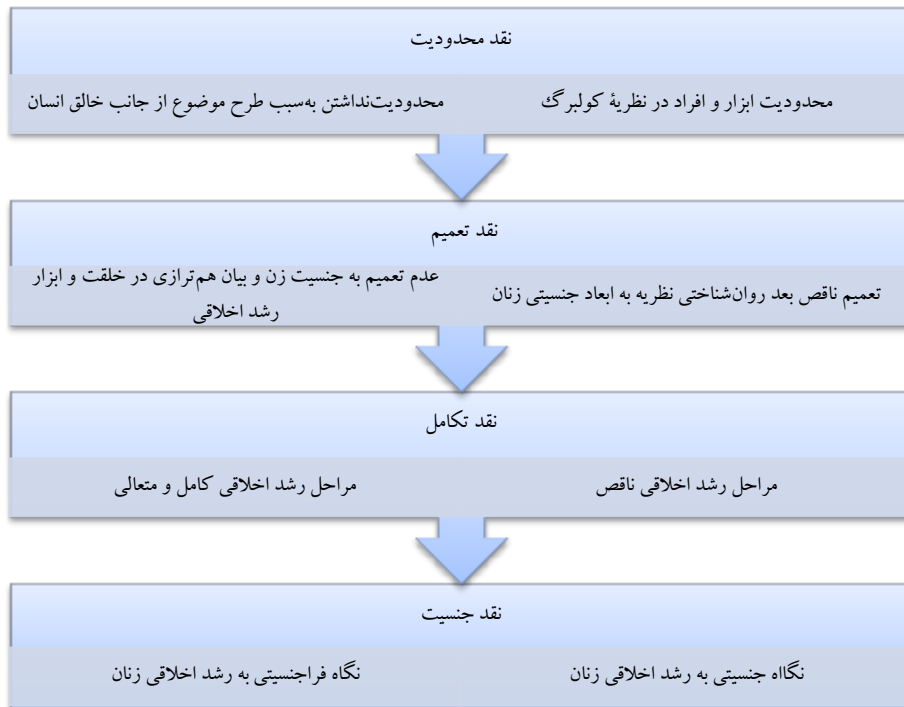 نقد محدودیت
محدودیت ابزار و افراد در نظریهٔ کولبرگ
محدودیت‌نداشتن به‌سبب طرح موضوع از جانب خالق انسان
نقد تعمیم
تعمیم ناقص بعد روان‌شناختی نظریه به ابعاد جنسیتی زنان
عدم تعمیم به جنسیت زن و بیان هم‌ترازی در خلقت و ابزار
رشد اخلاقی
نقد تکامل
مراحل رشد اخلاقی ناقص
مراحل رشد اخلاقی کامل و متعالی
نقد جنسیت
نگااه جنسیتی به رشد اخلاقی زنان
نگاه فراجنسیتی به رشد اخلاقی زنان